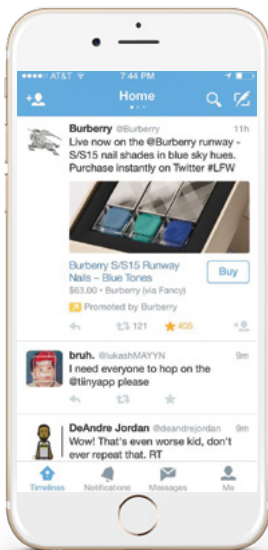 AT&T 7:44 PM
Home
Burberry @Burberry 11h
Live now on the @Burberry runway -
S/S15 nail shades in blue sky hues.
Purchase instantly on Twitter #LFW
Burberry S/S15 Runway
Nails – Blue Tones
Buy
$63.00 • Burberry (via Fancy)
Promoted by Burberry
121 405
bruh. @lukashMAYYN 9m
I need everyone to hop on the
@tiinyapp please
DeAndre Jordan @deandrejordan 9m
Wow! That's even worse kid, don't
ever repeat that. RT
Timelines Notifications Messages Me